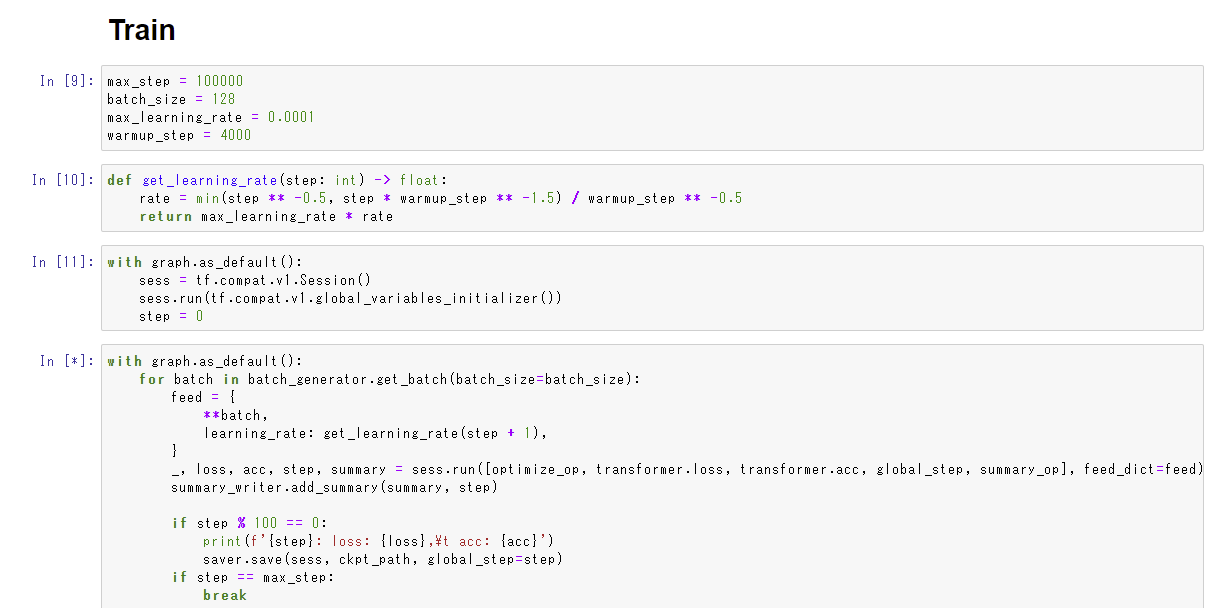 Train
In [9]:
max_step = 100000
batch_size = 128
max_learning_rate = 0.0001
warmup_step = 4000
In [10]:
def get_learning_rate(step: int) -> float:
    rate = min(step ** -0.5, step * warmup_step ** -1.5) / warmup_step ** -0.5
    return max_learning_rate * rate
In [11]:
with graph.as_default():
    sess = tf.compat.v1.Session()
    sess.run(tf.compat.v1.global_variables_initializer())
    step = 0
In [*]:
with graph.as_default():
    for batch in batch_generator.get_batch(batch_size=batch_size):
        feed = {
            **batch,
            learning_rate: get_learning_rate(step + 1),
        }
        _, loss, acc, step, summary = sess.run([optimize_op, transformer.loss, transformer.acc, global_step, summary_op], feed_dict=feed)
        summary_writer.add_summary(summary, step)
        if step % 100 == 0:
            print(f'{step}: loss: {loss},¥t acc: {acc}')
            saver.save(sess, ckpt_path, global_step=step)
        if step == max_step:
            break